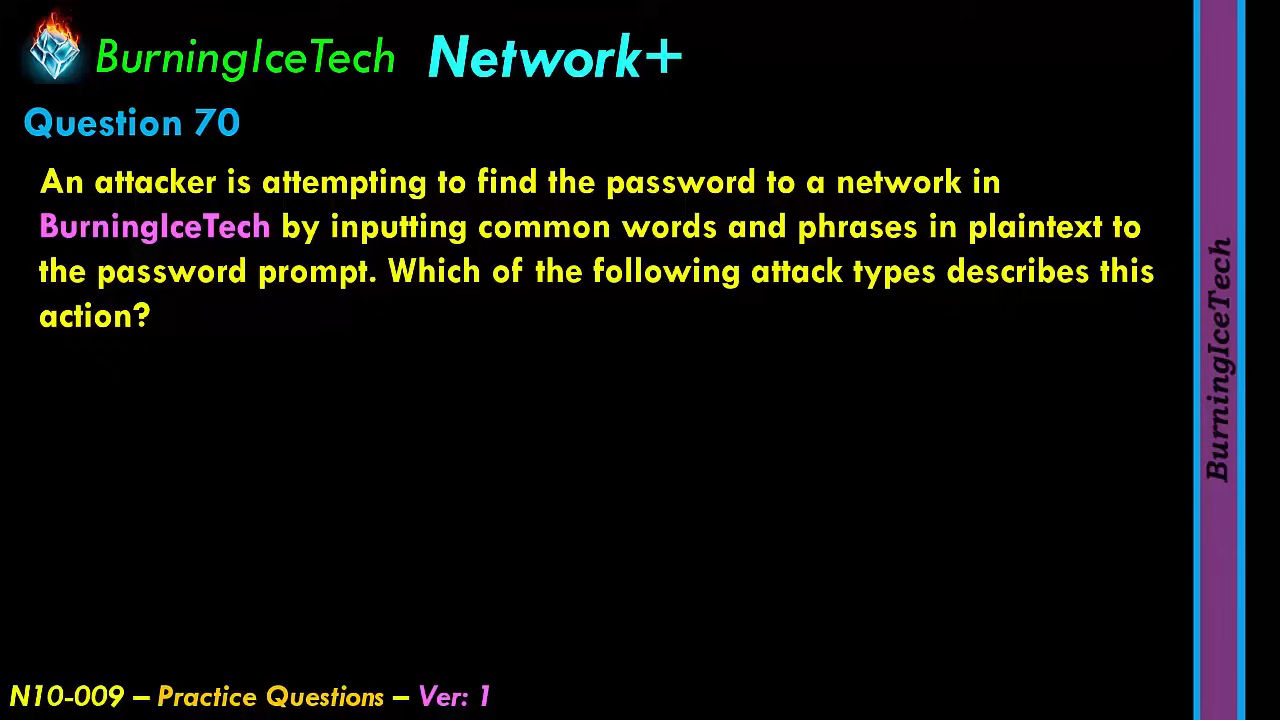 BurningIceTech Network+
Question 70
An attacker is attempting to find the password to a network in
BurningIceTech by inputting common words and phrases in plaintext to
the password prompt. Which of the following attack types describes this
action?
BurningIceTech
N10-009 – Practice Questions – Ver: 1